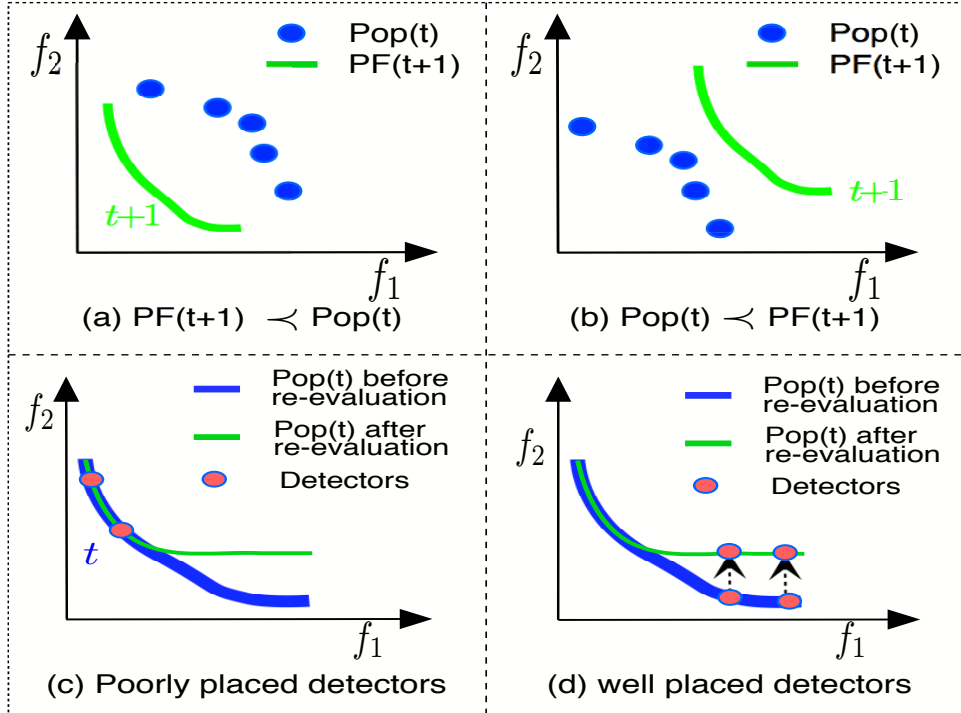 f2
Pop(t)
PF(t+1)
t+1
f1
(a) PF(t+1) ≺ Pop(t)
f2
Pop(t)
PF(t+1)
t+1
f1
(b) Pop(t) ≺ PF(t+1)
f2
Pop(t) before
re-evaluation
Pop(t) after
re-evaluation
Detectors
t
f1
(c) Poorly placed detectors
f2
Pop(t) before
re-evaluation
Pop(t) after
re-evaluation
Detectors
f1
(d) well placed detectors